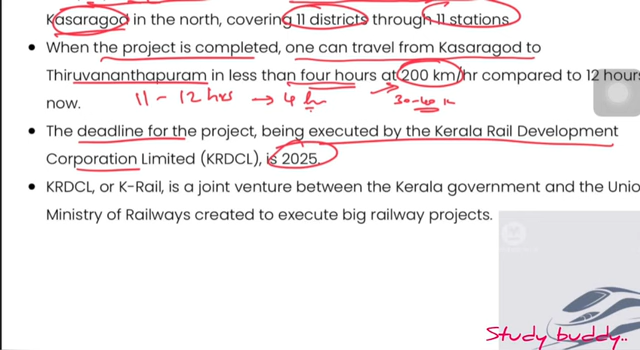 Kasaragod in the north, covering 11 districts through 11 stations
• When the project is completed, one can travel from Kasaragod to
Thiruvananthapuram in less than four hours at 200 km/hr compared to 12 hours
now.
11 - 12 hrs → 4 hr → 30-40 k
• The deadline for the project, being executed by the Kerala Rail Development
Corporation Limited (KRDCL), is 2025.
• KRDCL, or K-Rail, is a joint venture between the Kerala government and the Unio
Ministry of Railways created to execute big railway projects.
Study buddy..